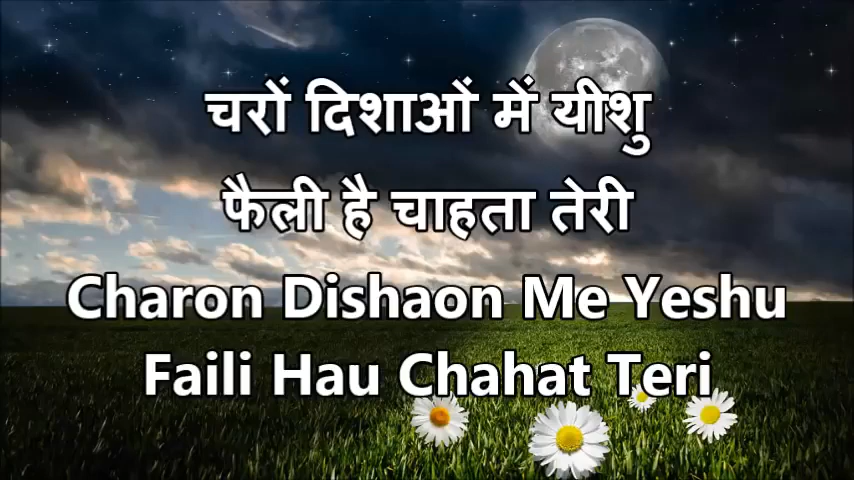 चरों दिशाओं में यीशु
फैली है चाहता तेरी
Charon Dishaon Me Yeshu
Faili Hau Chahat Teri